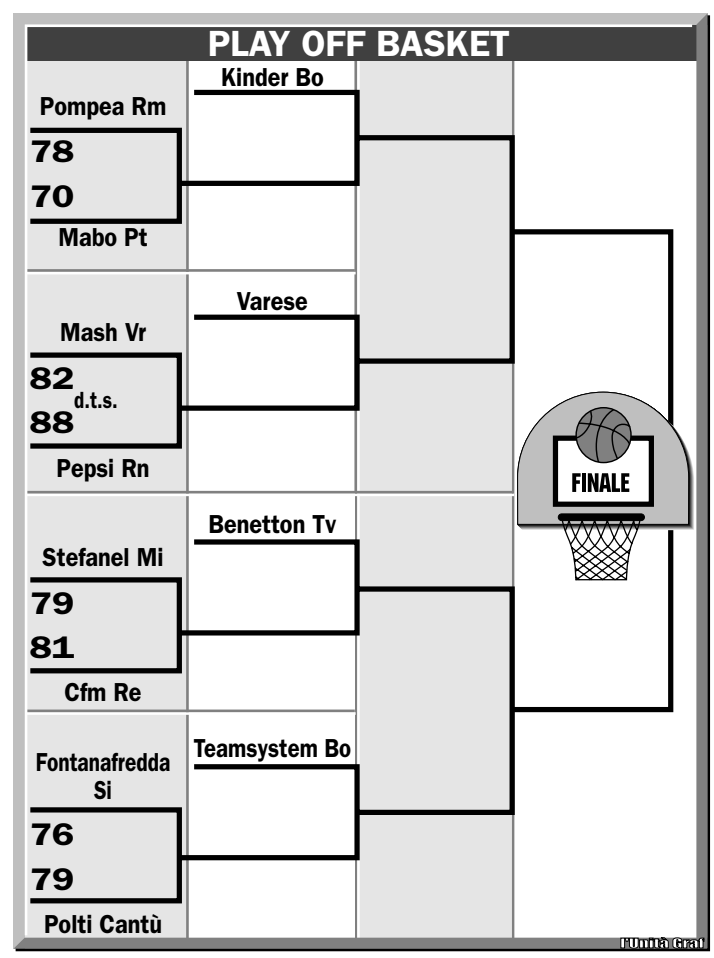 PLAY OFF BASKET
Kinder Bo
Pompea Rm
78
70
Mabo Pt
Varese
Mash Vr
82
d.t.s.
88
Pepsi Rn
FINALE
Benetton Tv
Stefanel Mi
79
81
Cfm Re
Teamsystem Bo
Fontanafredda
Si
76
79
Polti Cantù
l'Unità Graf